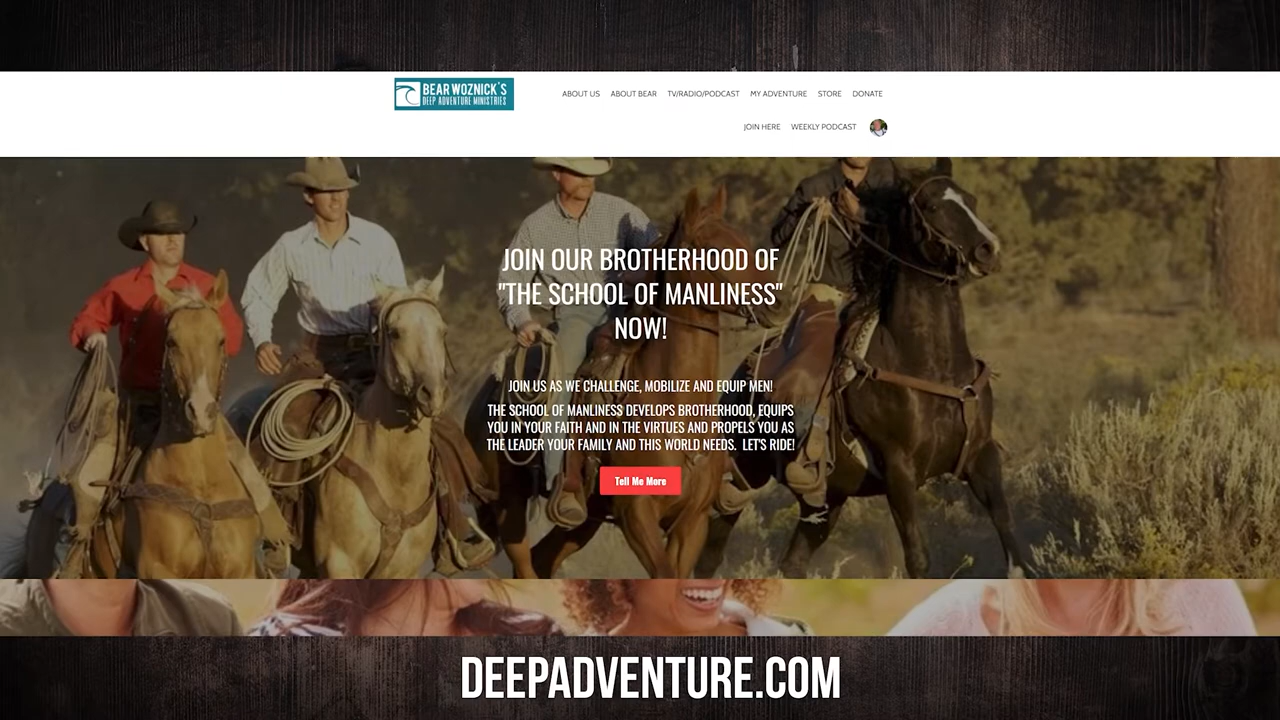 BEAR WOZNICK'S
DEEP ADVENTURE MINISTRIES
ABOUT US ABOUT BEAR TV/RADIO/PODCAST MY ADVENTURE STORE DONATE
JOIN HERE WEEKLY PODCAST
JOIN OUR BROTHERHOOD OF
"THE SCHOOL OF MANLINESS"
NOW!
JOIN US AS WE CHALLENGE, MOBILIZE AND EQUIP MEN!
THE SCHOOL OF MANLINESS DEVELOPS BROTHERHOOD, EQUIPS
YOU IN YOUR FAITH AND IN THE VIRTUES AND PROPELS YOU AS
THE LEADER YOUR FAMILY AND THIS WORLD NEEDS. LET'S RIDE!
Tell Me More
DEEPADVENTURE.COM